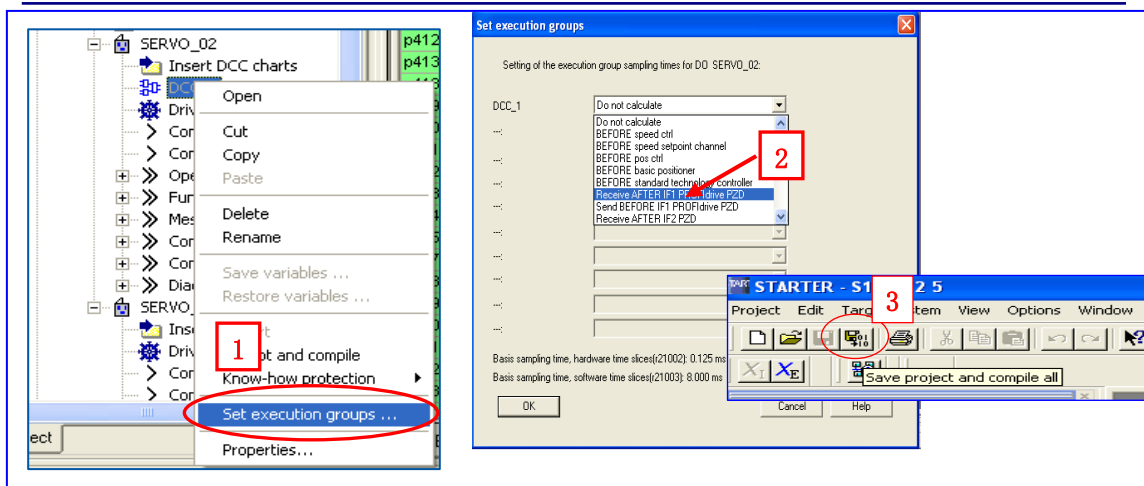 SERVO_02
Insert DCC charts
Open
Cut
Copy
Paste
Delete
Rename
Save variables ...
Restore variables ...
1
Know-how protection
Set execution groups ...
Properties...
p412
p413
Set execution groups
Setting of the execution group sampling times for DO SERVO_02:
DCC_1
Do not calculate
Do not calculate
BEFORE speed ctrl
BEFORE speed setpoint channel
BEFORE pos ctrl
BEFORE basic positioner
BEFORE standard technology controller
Receive AFTER IF1 PROFIdrive PZD
Send BEFORE IF1 PROFIdrive PZD
Receive AFTER IF2 PZD
2
---:
---:
---:
---:
---:
---:
---:
---:
---:
Basis sampling time, hardware time slices(r21002): 0.125 ms
Basis sampling time, software time slices(r21003): 8.000 ms
OK
Cancel
Help
STARTER - S1 2 5
3
Project Edit Targ tem View Options Window
Save project and compile all